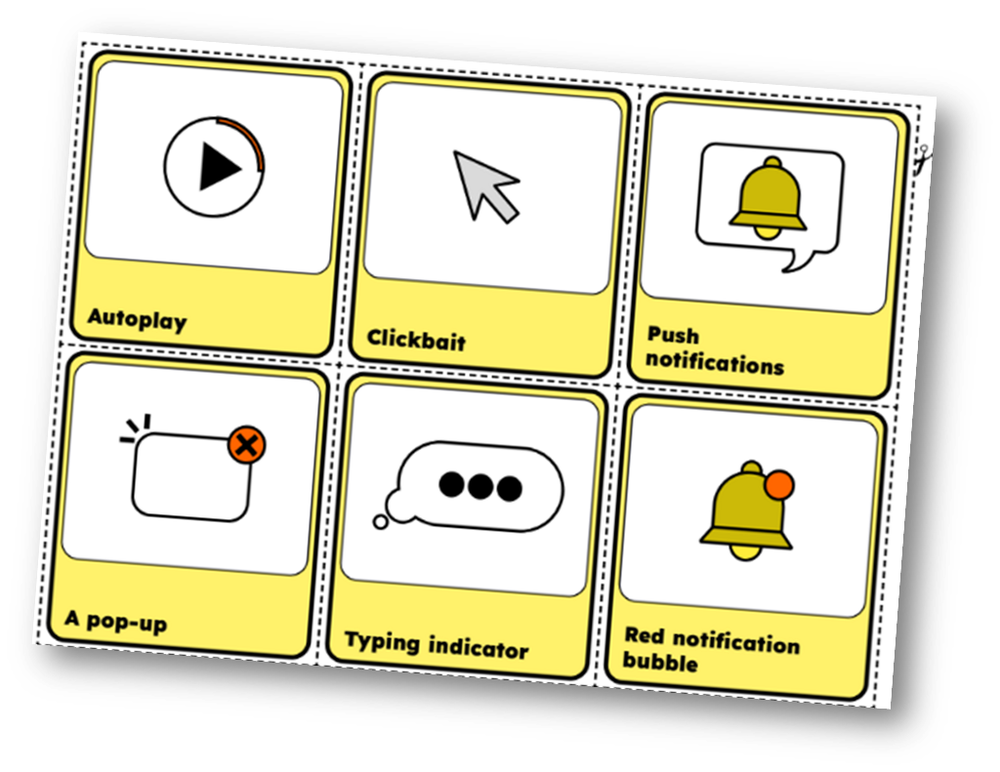 Autoplay
Clickbait
Push
notifications
A pop-up
Typing indicator
Red notification
bubble